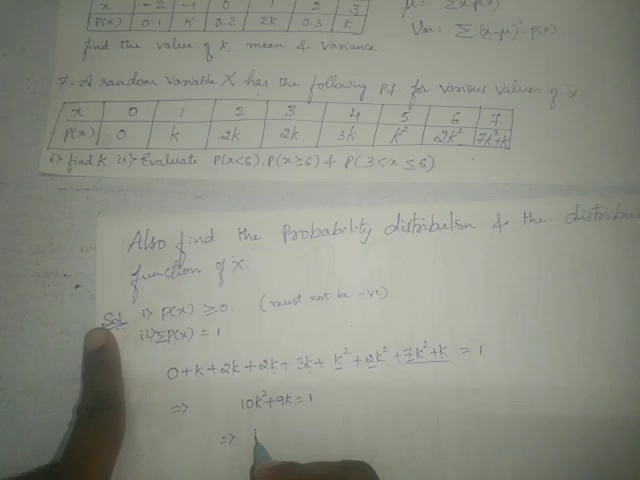 x -2 -1 0 1 2 3
P(x) 0.1 K 0.2 2K 0.3 K
μ = Σxp(x)
Var = Σ(x-μ)² p(x)
find the value of k, mean & variance.
7. A random variable X has the following Pf for various values of x
x 0 1 2 3 4 5 6 7
P(x) 0 k 2k 2k 3k k² 2k² 7k²+k
i) find k ii) Evaluate P(x<6), P(x≥6) & P(3<x≤6)
Also find the Probability distribution & the distribu
function of x.
Sol i) P(x) ≥ 0 (must not be -ve)
ii) ΣP(x) = 1
0+k+2k+2k+3k+k²+2k²+7k²+k = 1
=> 10k²+9k=1
=>